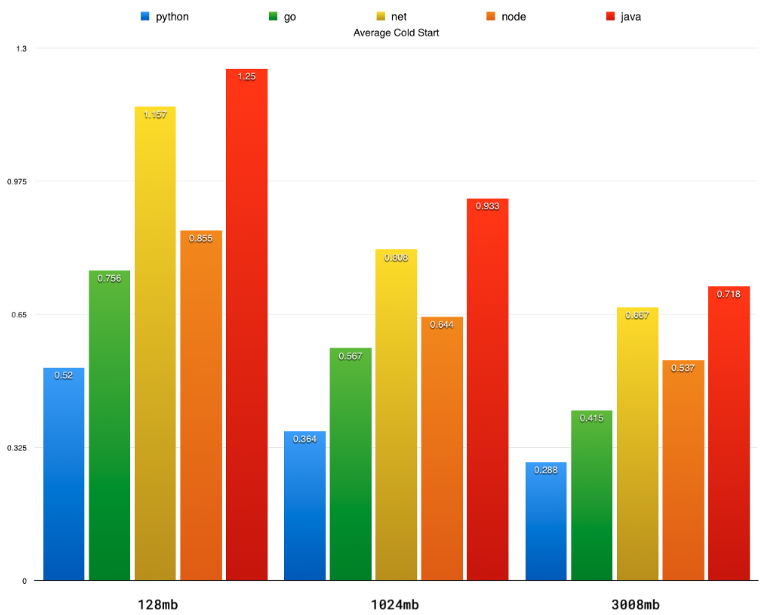 python go net node java
Average Cold Start
1.3
0.975
0.65
0.325
0
0.52 0.756 1.157 0.855 1.25
0.364 0.567 0.808 0.644 0.933
0.288 0.415 0.667 0.537 0.718
128mb 1024mb 3008mb